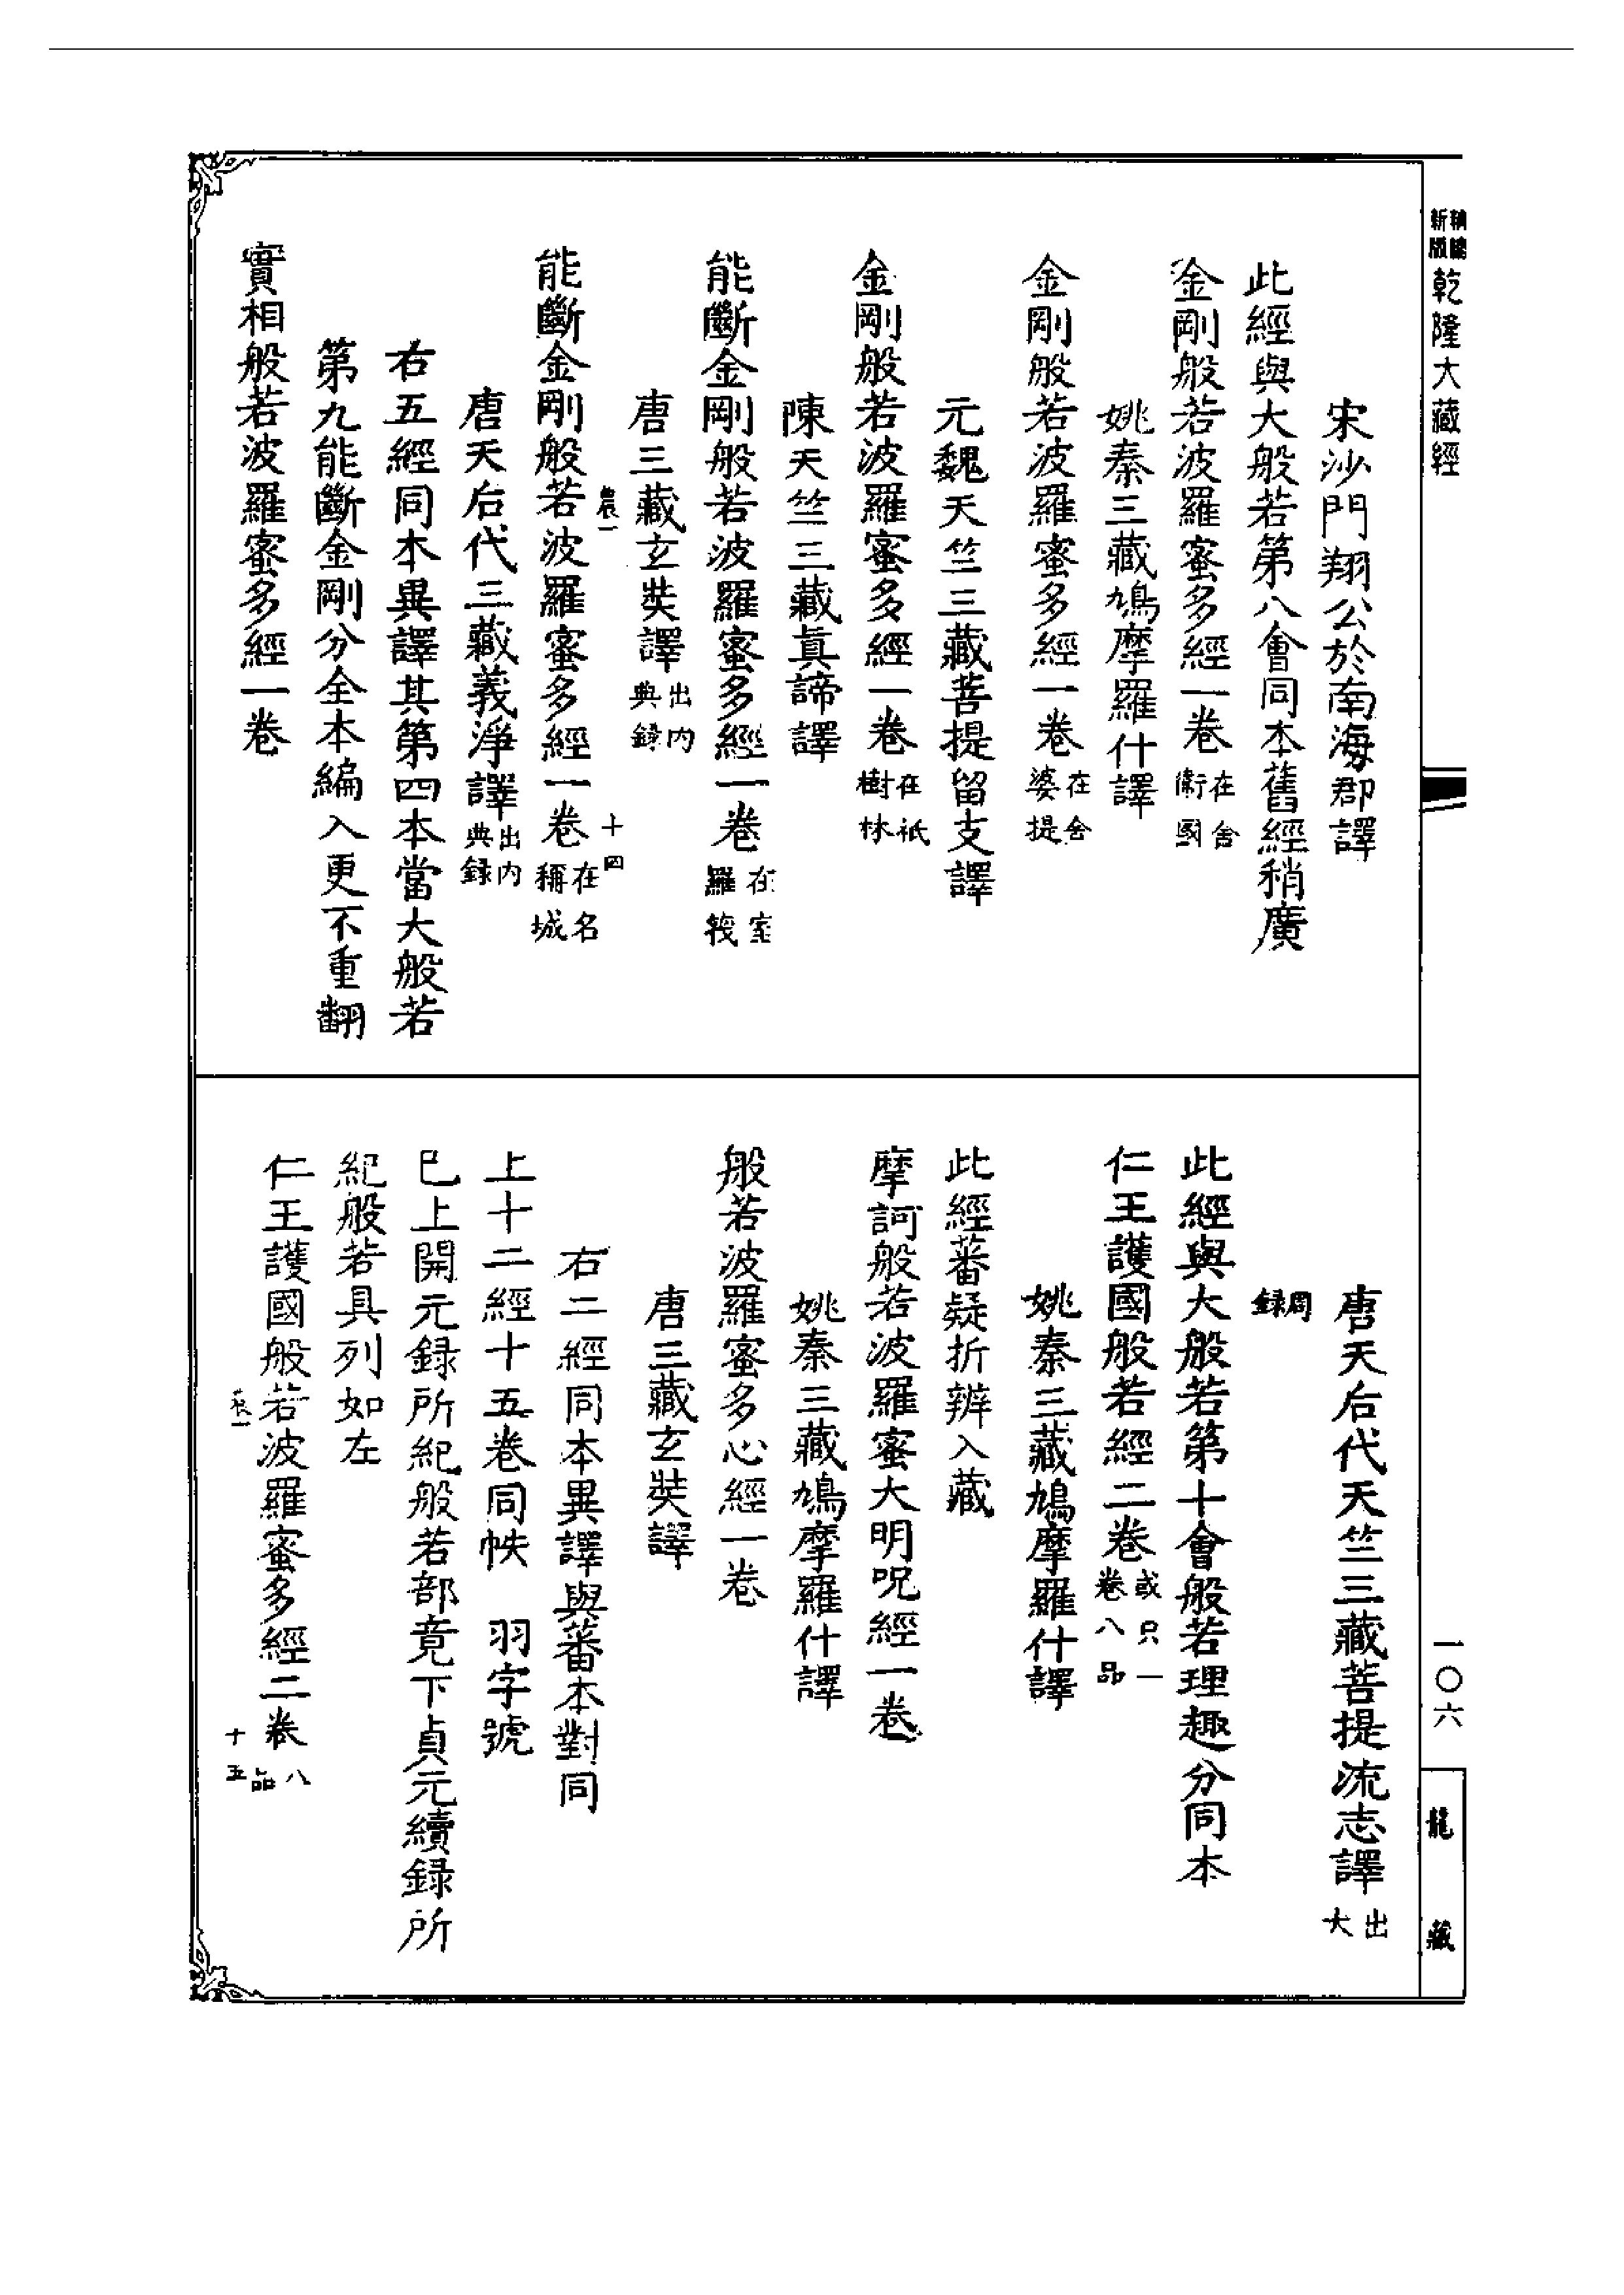 新版 精縮 乾隆大藏經
宋沙門翔公於南海郡譯
此經與大般若第八會同本舊經稍廣
金剛般若波羅蜜多經一卷 在舍衛國
姚秦三藏鳩摩羅什譯
金剛般若波羅蜜多經一卷 在舍婆提
元魏天竺三藏菩提留支譯
金剛般若波羅蜜多經一卷 在祇樹林
陳天竺三藏真諦譯
能斷金剛般若波羅蜜多經一卷 在室羅筏
唐三藏玄奘譯 出內典錄
農一 十四
能斷金剛般若波羅蜜多經一卷 在名稱城
唐天后代三藏義淨譯 出內典錄
右五經同本異譯其第四本當大般若
第九能斷金剛分全本編入更不重翻
實相般若波羅蜜多經一卷
唐天后代天竺三藏菩提流志譯 出大
周錄
此經與大般若第十會般若理趣分同本
仁王護國般若經二卷 或只一卷八品
姚秦三藏鳩摩羅什譯
此經蕃疑折辨入藏
摩訶般若波羅蜜大明呪經一卷
姚秦三藏鳩摩羅什譯
般若波羅蜜多心經一卷
唐三藏玄奘譯
右二經同本異譯與蕃本對同
上十二經十五卷同帙 羽字號
已上開元錄所紀般若部竟下貞元續錄所
紀般若具列如左
仁王護國般若波羅蜜多經二卷 八品
農一 十五
一〇六
龍藏